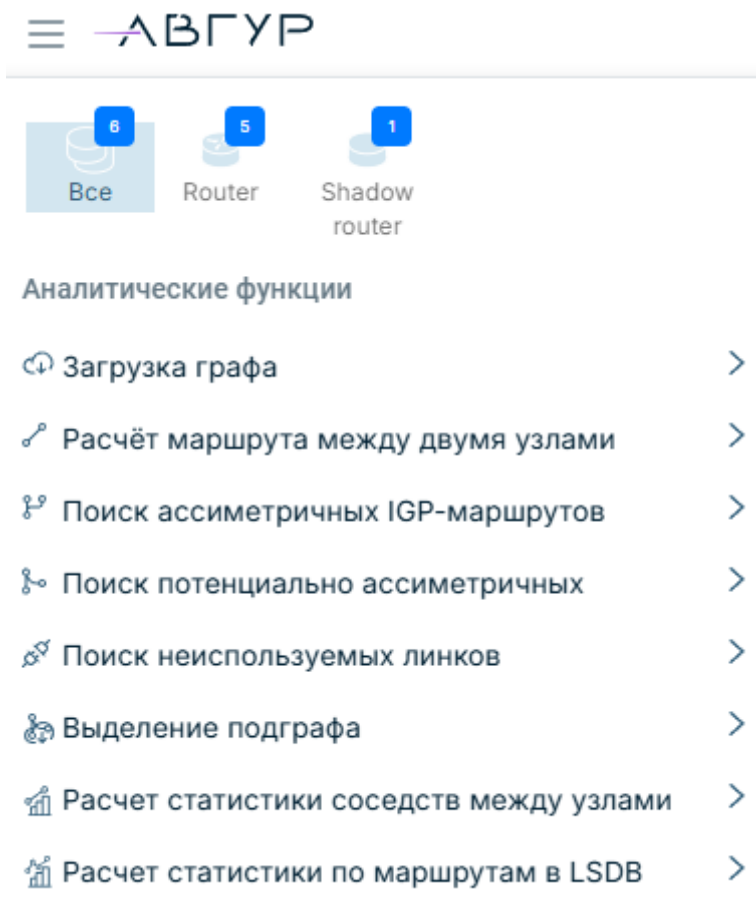 АВГУР
6
5
1
Все
Router
Shadow
router
Аналитические функции
Загрузка графа
Расчёт маршрута между двумя узлами
Поиск ассиметричных IGP-маршрутов
Поиск потенциально ассиметричных
Поиск неиспользуемых линков
Выделение подграфа
Расчет статистики соседств между узлами
Расчет статистики по маршрутам в LSDB